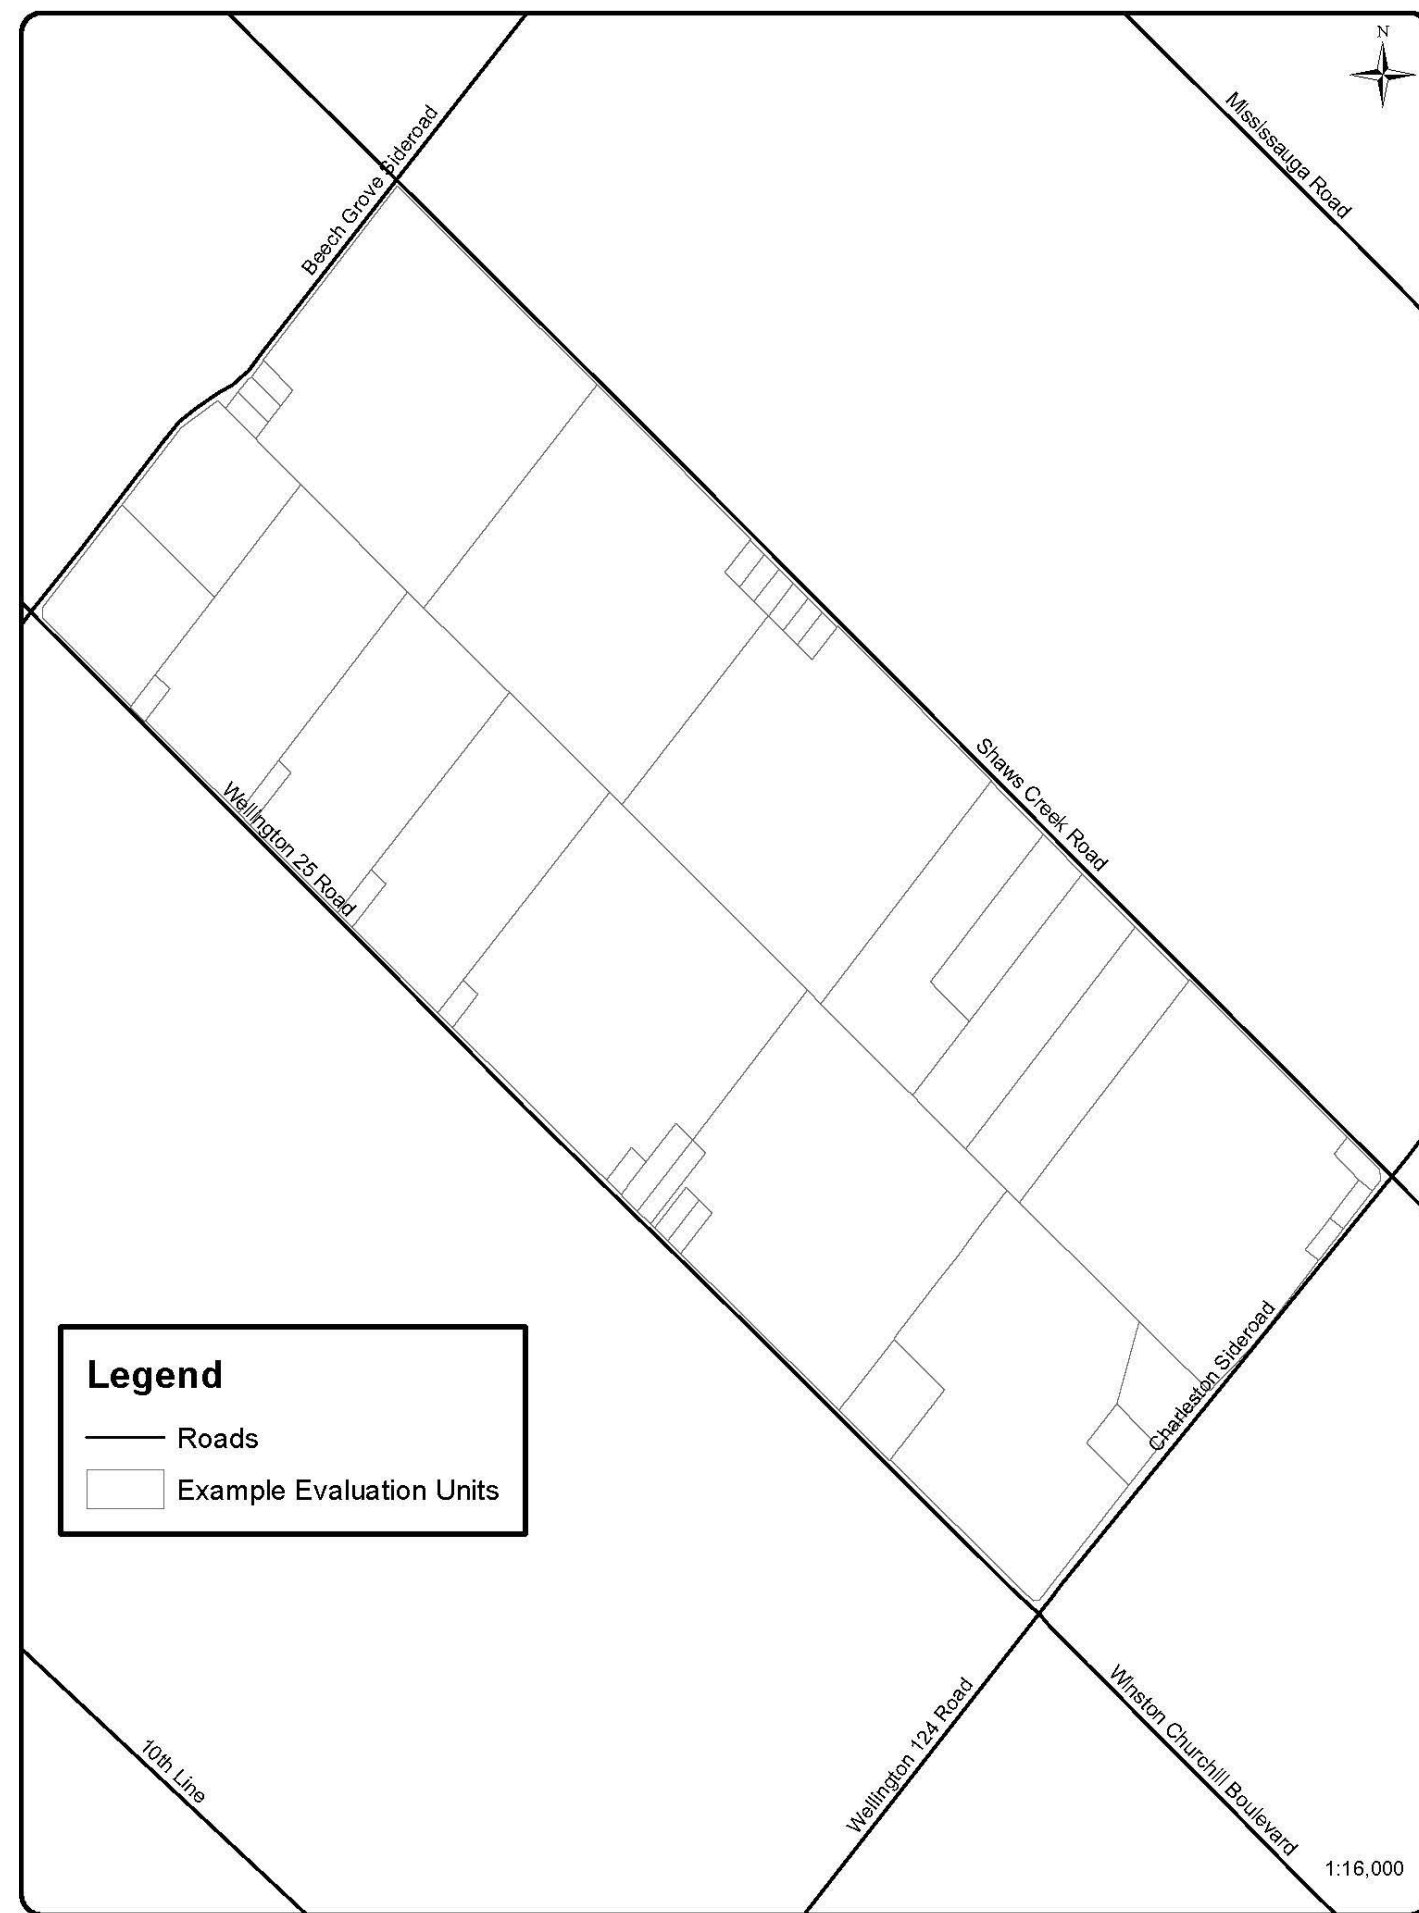 N
Mississauga Road
Beech Grove Sideroad
Shaws Creek Road
Wellington 25 Road
Charleston Sideroad
Legend
Roads
Example Evaluation Units
Wellington 124 Road
Winston Churchill Boulevard
10th Line
1:16,000